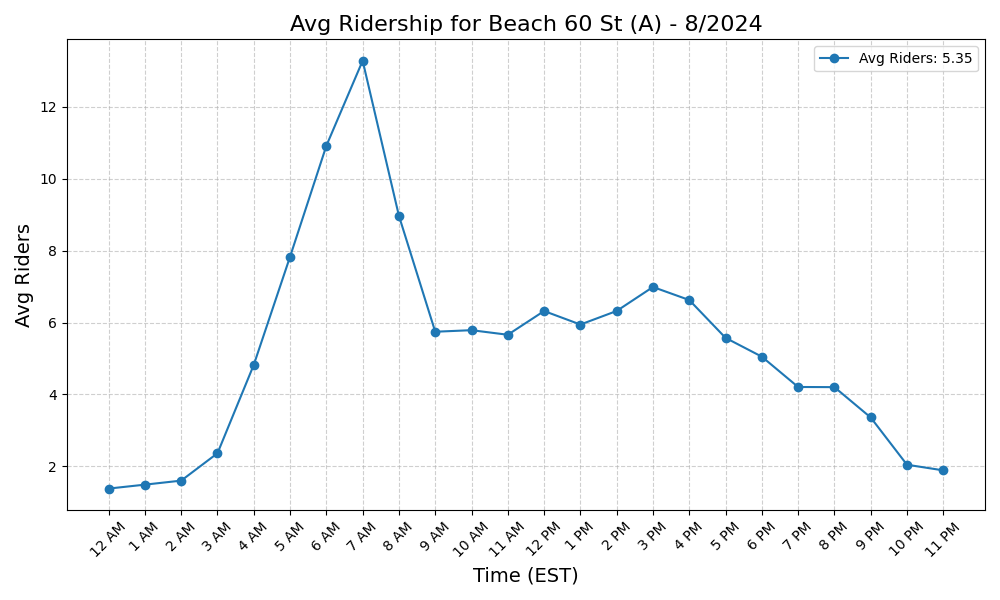 Avg Ridership for Beach 60 St (A) - 8/2024
Avg Riders: 5.35
Avg Riders
12
10
8
6
4
2
12 AM
1 AM
2 AM
3 AM
4 AM
5 AM
6 AM
7 AM
8 AM
9 AM
10 AM
11 AM
12 PM
1 PM
2 PM
3 PM
4 PM
5 PM
6 PM
7 PM
8 PM
9 PM
10 PM
11 PM
Time (EST)